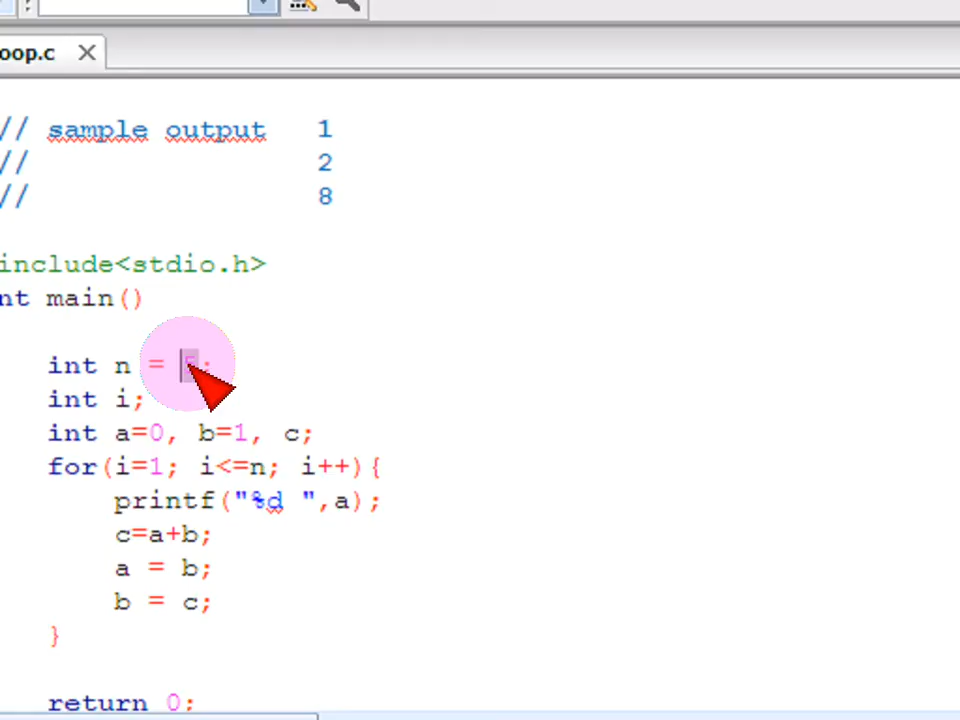 oop.c
// sample output 1
// 2
// 8
include<stdio.h>
nt main()
int n = 5;
int i;
int a=0, b=1, c;
for(i=1; i<=n; i++){
printf("%d ",a);
c=a+b;
a = b;
b = c;
}
return 0;